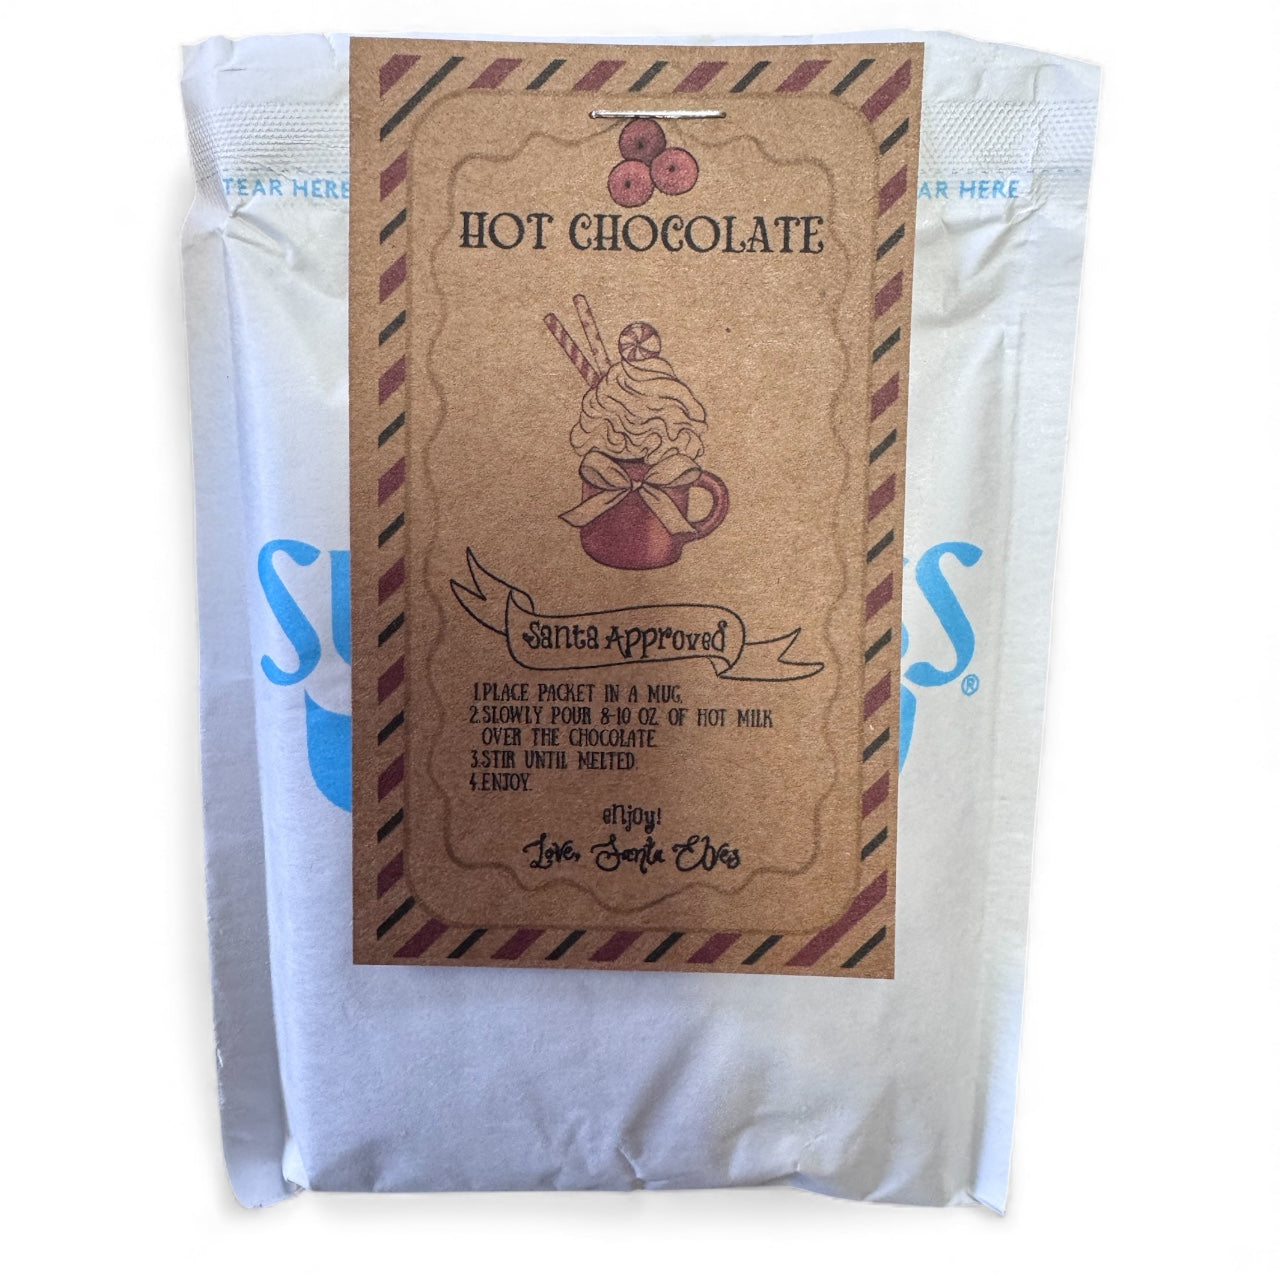 TEAR HERE
AR HERE
HOT CHOCOLATE
Santa Approved
1.PLACE PACKET IN A MUG.
2.SLOWLY POUR 8-10 OZ. OF HOT MILK
OVER THE CHOCOLATE.
3.STIR UNTIL MELTED.
4.ENJOY.
enjoy!
Love, Santa Elves
®